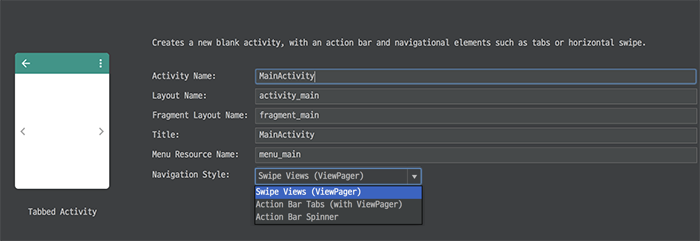 Creates a new blank activity, with an action bar and navigational elements such as tabs or horizontal swipe.
Activity Name: MainActivity
Layout Name: activity_main
Fragment Layout Name: fragment_main
Title: MainActivity
Menu Resource Name: menu_main
Navigation Style: Swipe Views (ViewPager)
Swipe Views (ViewPager)
Action Bar Tabs (with ViewPager)
Action Bar Spinner
Tabbed Activity